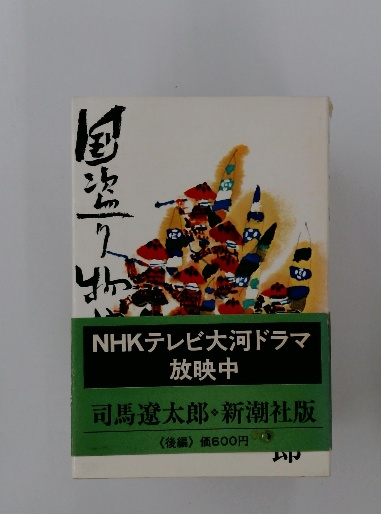 国盗り物
NHKテレビ大河ドラマ
放映中
司馬遼太郎・新潮社版
〈後編〉価600円
郎